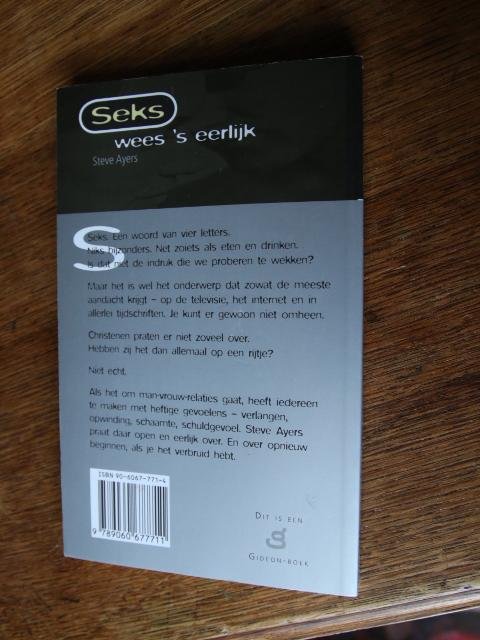 Seks
wees 's eerlijk
Steve Ayers
Seks. Een woord van vier letters.
Niks bijzonders. Net zoiets als eten en drinken.
Is dat niet de indruk die we proberen te wekken?
Maar het is wel het onderwerp dat zowat de meeste
aandacht krijgt – op de televisie, het internet en in
allerlei tijdschriften. Je kunt er gewoon niet omheen.
Christenen praten er niet zoveel over.
Hebben zij het dan allemaal op een rijtje?
Niet echt.
Als het om man-vrouw-relaties gaat, heeft iedereen
te maken met heftige gevoelens – verlangen,
opwinding, schaamte, schuldgevoel. Steve Ayers
praat daar open en eerlijk over. En over opnieuw
beginnen, als je het verbruid hebt.
ISBN 90-6067-771-4
9 789060 677711
Dit is een
g
Gideon-boek